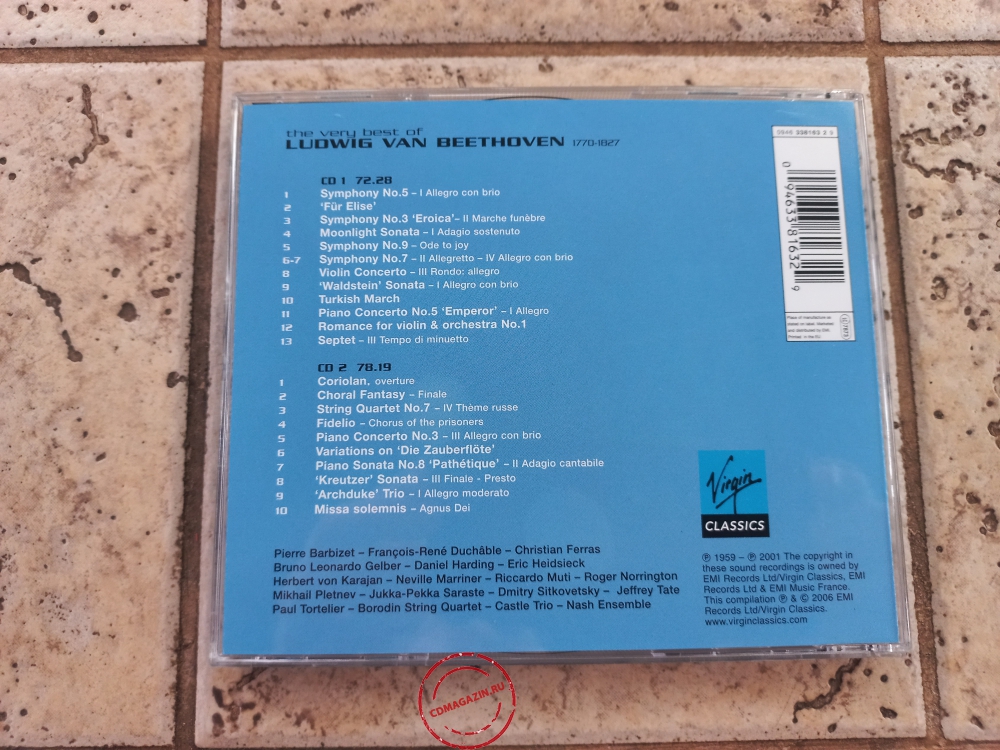 the very best of
LUDWIG VAN BEETHOVEN 1770-1827
CD 1 72.28
1 Symphony No.5 – I Allegro con brio
2 ‘Für Elise’
3 Symphony No.3 ‘Eroica’– II Marche funèbre
4 Moonlight Sonata – I Adagio sostenuto
5 Symphony No.9 – Ode to joy
6-7 Symphony No.7 – II Allegretto – IV Allegro con brio
8 Violin Concerto – III Rondo: allegro
9 ‘Waldstein’ Sonata – I Allegro con brio
10 Turkish March
11 Piano Concerto No.5 ‘Emperor’ – I Allegro
12 Romance for violin & orchestra No.1
13 Septet – III Tempo di minuetto
CD 2 78.19
1 Coriolan, overture
2 Choral Fantasy – Finale
3 String Quartet No.7 – IV Thème russe
4 Fidelio – Chorus of the prisoners
5 Piano Concerto No.3 – III Allegro con brio
6 Variations on ‘Die Zauberflöte’
7 Piano Sonata No.8 ‘Pathétique’ – II Adagio cantabile
8 ‘Kreutzer’ Sonata – III Finale - Presto
9 ‘Archduke’ Trio – I Allegro moderato
10 Missa solemnis – Agnus Dei
Pierre Barbizet – François-René Duchâble – Christian Ferras
Bruno Leonardo Gelber – Daniel Harding – Eric Heidsieck
Herbert von Karajan – Neville Marriner – Riccardo Muti – Roger Norrington
Mikhail Pletnev – Jukka-Pekka Saraste – Dmitry Sitkovetsky – Jeffrey Tate
Paul Tortelier – Borodin String Quartet – Castle Trio – Nash Ensemble
0 94633 81632 9
Virgin
CLASSICS
℗ 1959 – ℗ 2001 The copyright in
these sound recordings is owned by
EMI Records Ltd/Virgin Classics, EMI
Records Ltd & EMI Music France.
This compilation ℗ & © 2006 EMI
Records Ltd/Virgin Classics.
www.virginclassics.com
CDMAGAZIN.RU